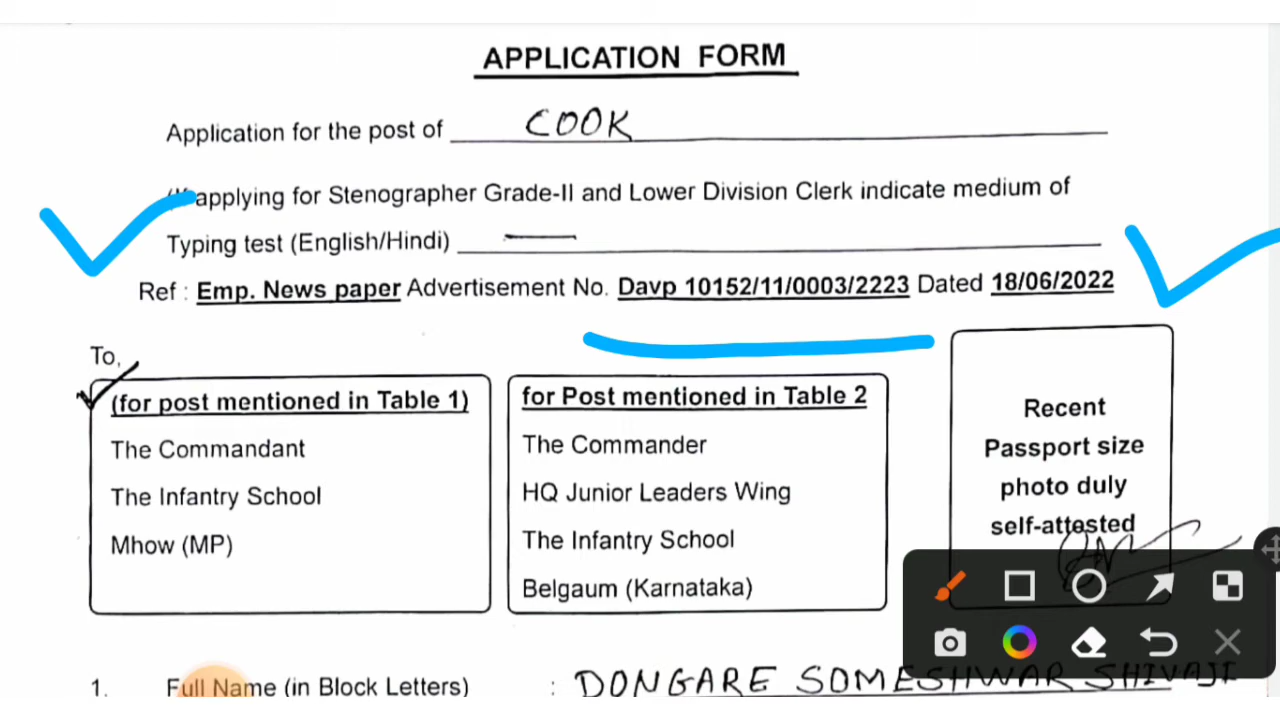 APPLICATION FORM
Application for the post of COOK
applying for Stenographer Grade-II and Lower Division Clerk indicate medium of
Typing test (English/Hindi) —
Ref : Emp. News paper Advertisement No. Davp 10152/11/0003/2223 Dated 18/06/2022
To,
(for post mentioned in Table 1)
The Commandant
The Infantry School
Mhow (MP)
for Post mentioned in Table 2
The Commander
HQ Junior Leaders Wing
The Infantry School
Belgaum (Karnataka)
Recent
Passport size
photo duly
self-attested
1. Full Name (in Block Letters) : DONGARE SOMESHWAR SHIVAJI